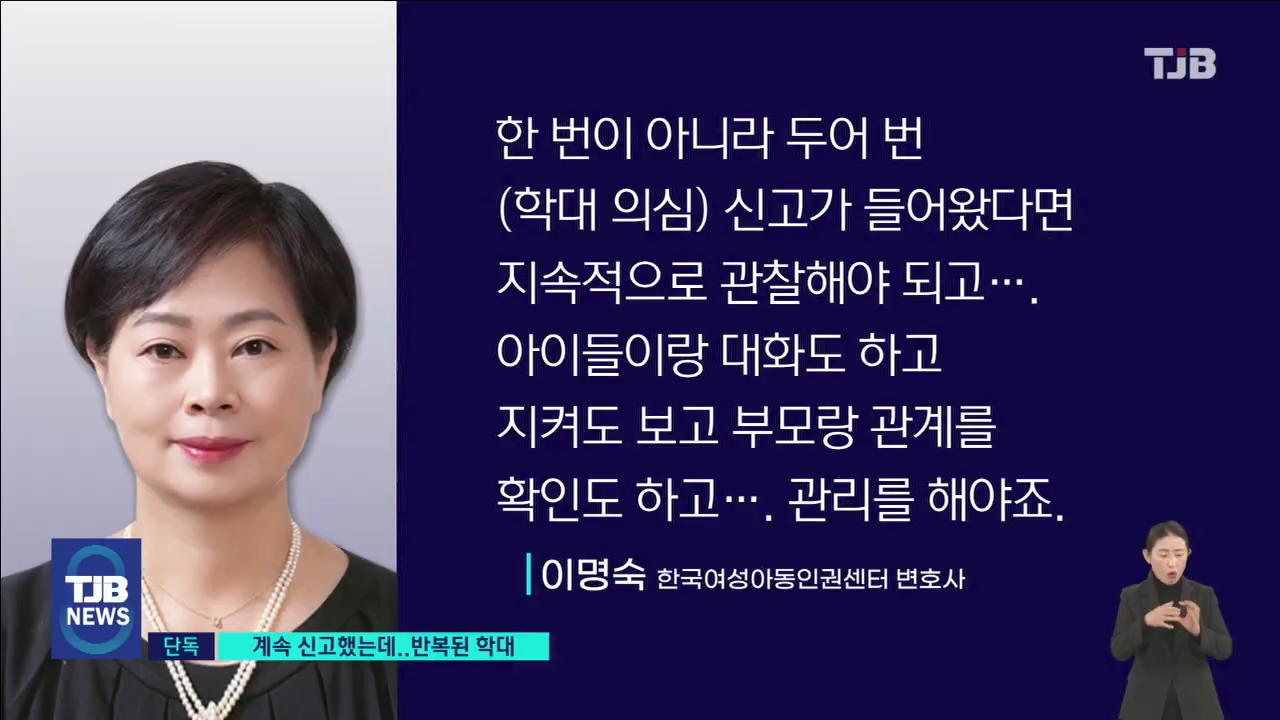 TJB
한 번이 아니라 두어 번
(학대 의심) 신고가 들어왔다면
지속적으로 관찰해야 되고….
아이들이랑 대화도 하고
지켜도 보고 부모랑 관계를
확인도 하고…. 관리를 해야죠.
이명숙 한국여성아동인권센터 변호사
8
TJB
NEWS
단독 계속 신고했는데..반복된 학대